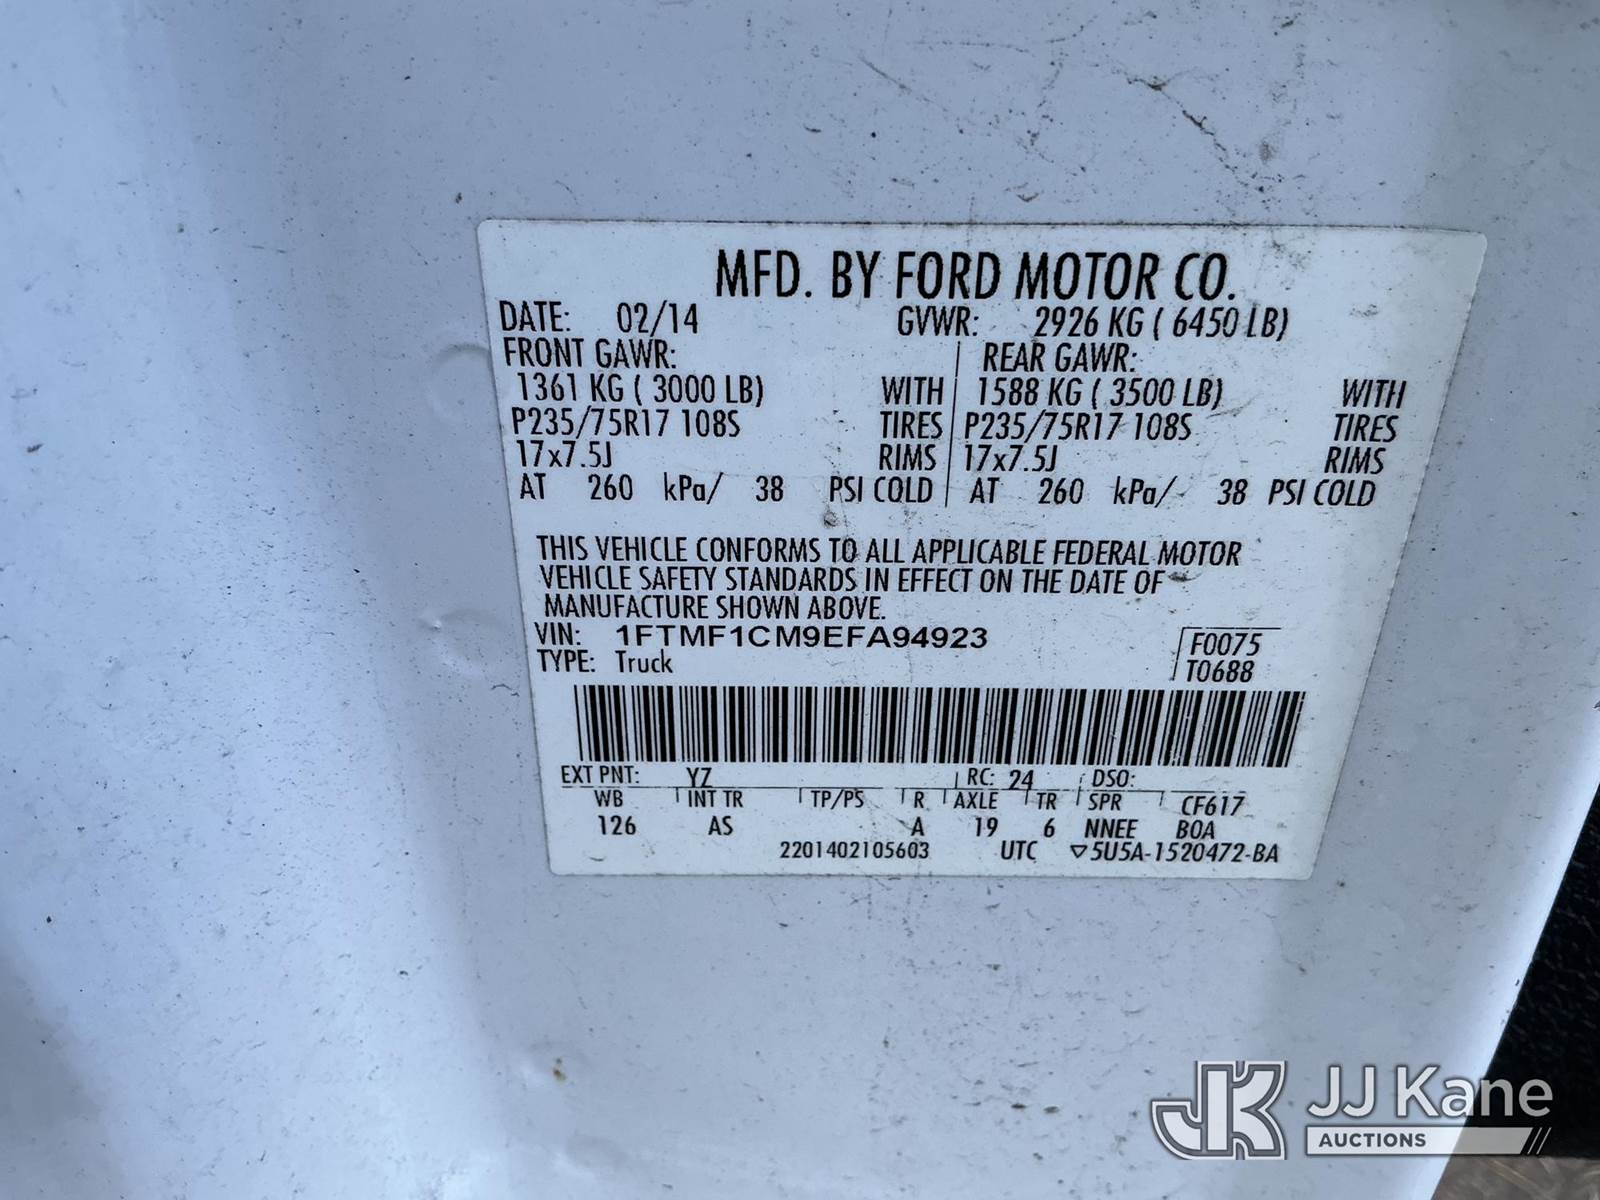 MFD. BY FORD MOTOR CO.
DATE: 02/14 GVWR: 2926 KG ( 6450 LB)
FRONT GAWR: REAR GAWR:
1361 KG ( 3000 LB) WITH 1588 KG ( 3500 LB) WITH
P235/75R17 108S TIRES P235/75R17 108S TIRES
17x7.5J RIMS 17x7.5J RIMS
AT 260 kPa/ 38 PSI COLD AT 260 kPa/ 38 PSI COLD
THIS VEHICLE CONFORMS TO ALL APPLICABLE FEDERAL MOTOR
VEHICLE SAFETY STANDARDS IN EFFECT ON THE DATE OF
MANUFACTURE SHOWN ABOVE.
VIN: 1FTMF1CM9EFA94923 F0075
TYPE: Truck T0688
EXT PNT: YZ RC: 24 DSO:
WB INT TR TP/PS R AXLE TR SPR CF617
126 AS A 19 6 NNEE BOA
2201402105603 UTC ▽5U5A-1520472-BA
JK JJ Kane
AUCTIONS